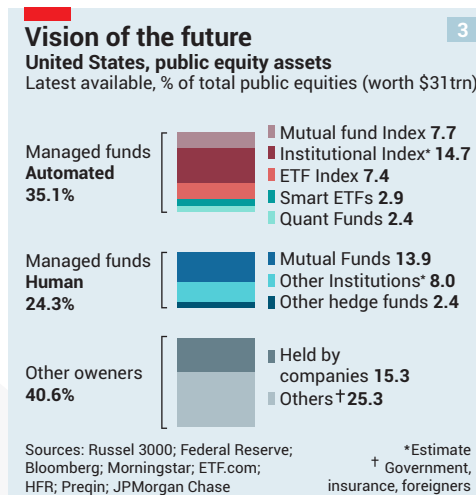 3
Vision of the future
United States, public equity assets
Latest available, % of total public equities (worth $31trn)
Managed funds
Automated
35.1%
Mutual fund Index 7.7
Institutional Index* 14.7
ETF Index 7.4
Smart ETFs 2.9
Quant Funds 2.4
Managed funds
Human
24.3%
Mutual Funds 13.9
Other Institutions* 8.0
Other hedge funds 2.4
Other oweners
40.6%
Held by
companies 15.3
Others† 25.3
Sources: Russel 3000; Federal Reserve;
Bloomberg; Morningstar; ETF.com;
HFR; Preqin; JPMorgan Chase
*Estimate
† Government,
insurance, foreigners